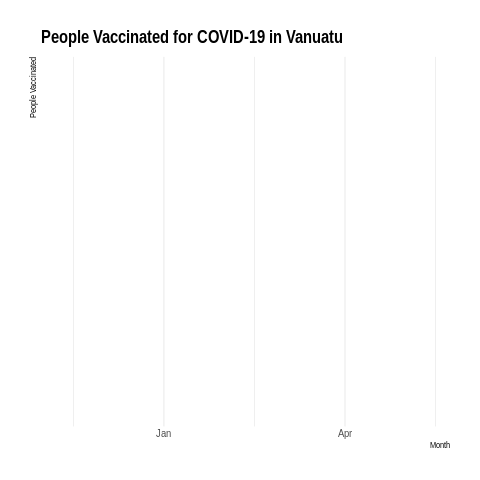 People Vaccinated for COVID-19 in Vanuatu
People Vaccinated
Jan
Apr
Month